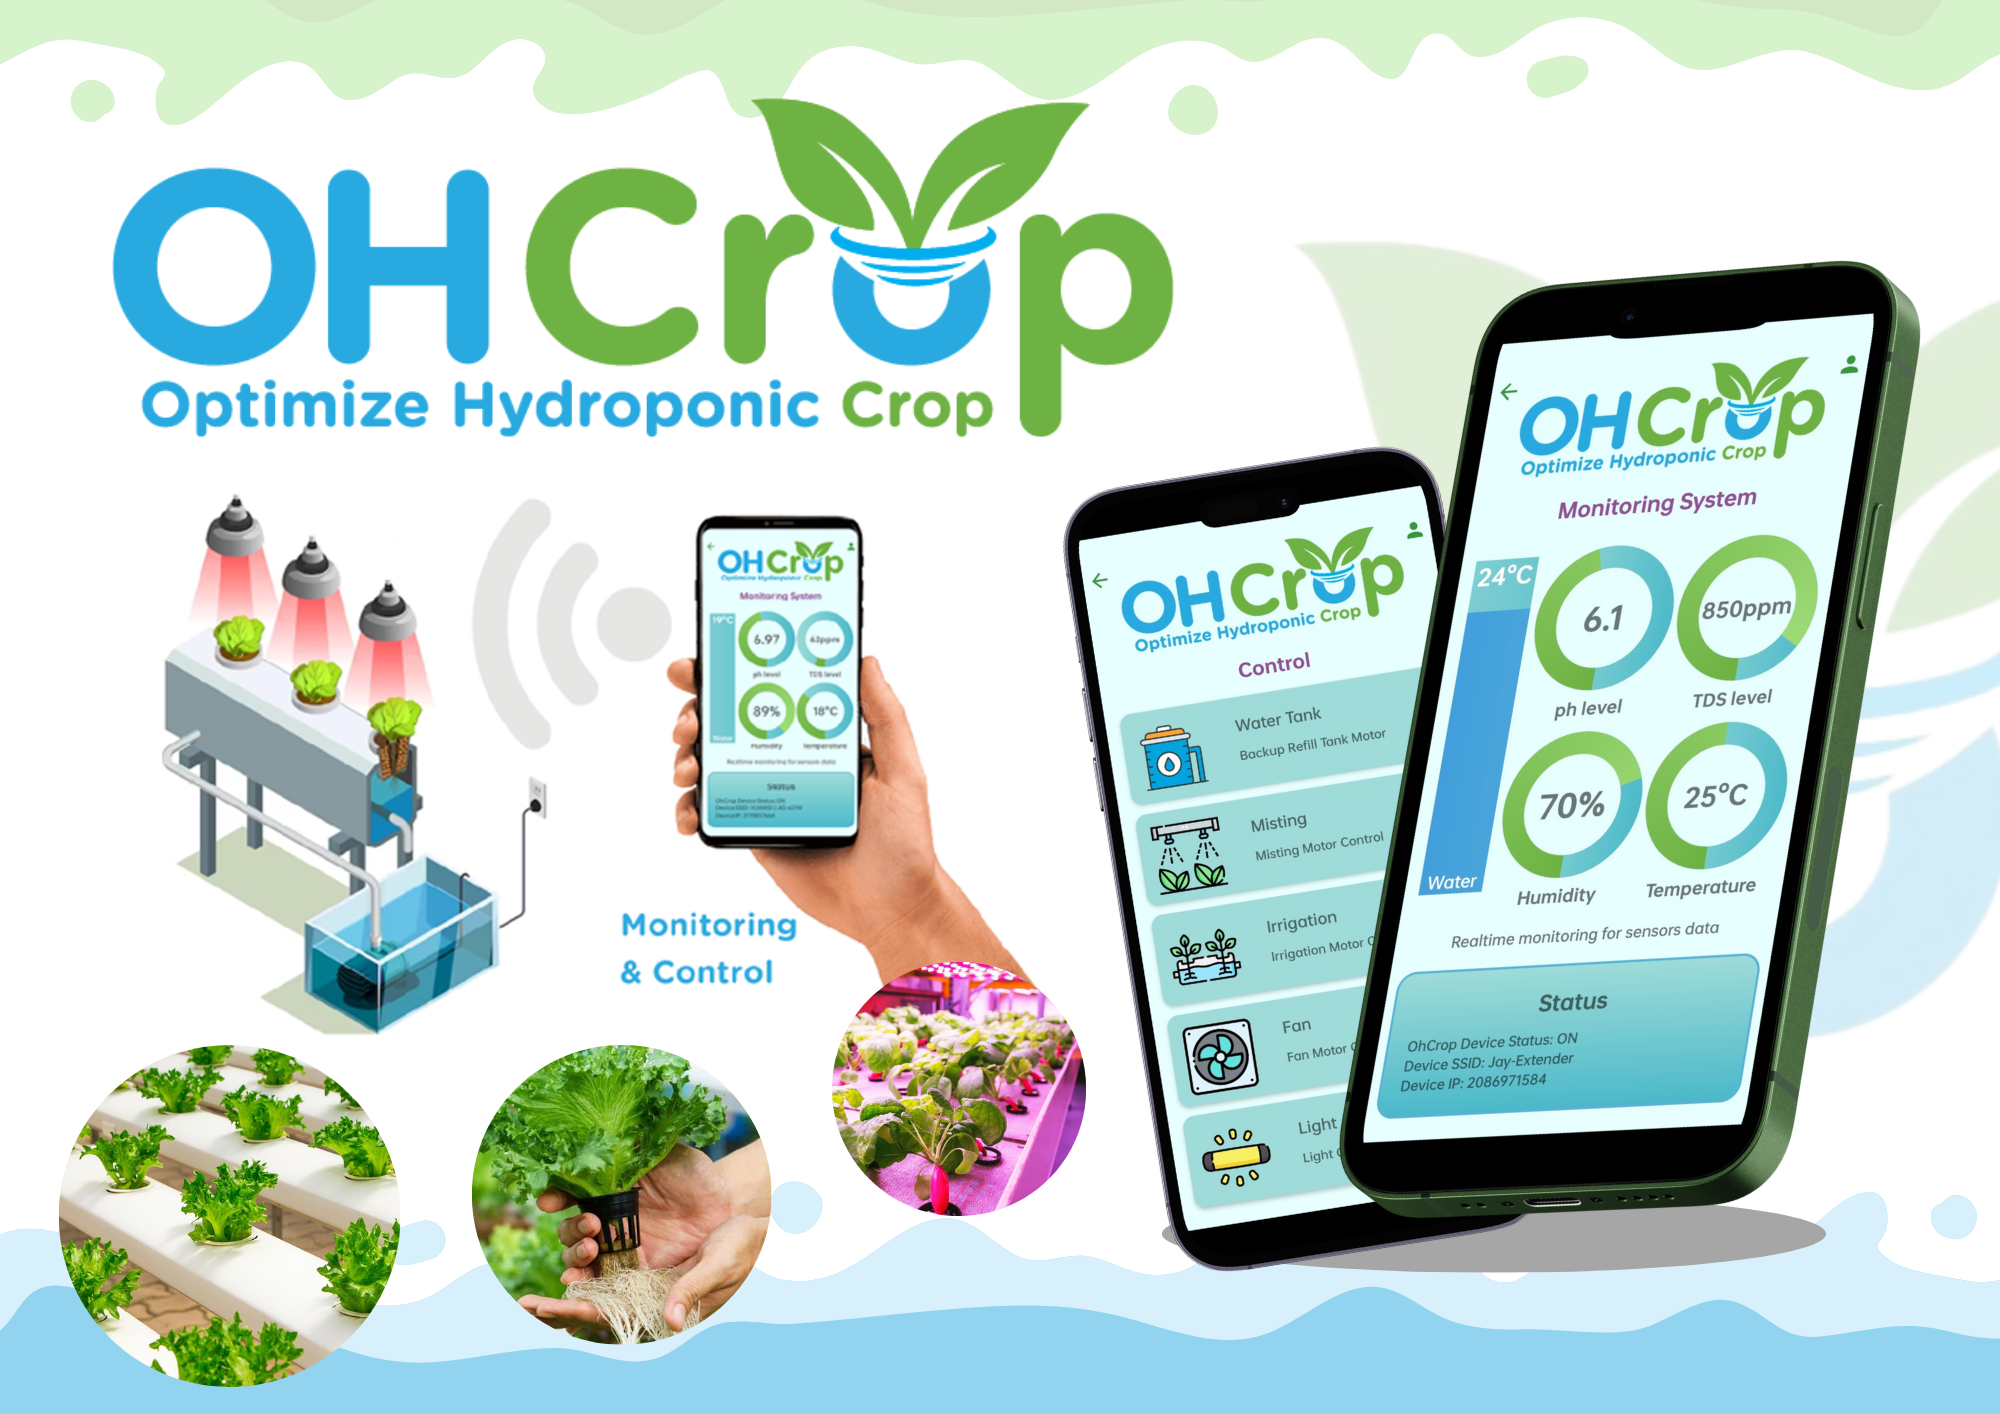 OHCrop
Optimize Hydroponic Crop
OHCrop
Optimize Hydroponic Crop
Monitoring System
19°C
6.97
63ppm
ph level
TDS level
89%
18°C
Water
Humidity
Temperature
Realtime monitoring for sensors data
Status
OhCrop Device Status: ON
Monitoring
& Control
OHCrop
Optimize Hydroponic Crop
Control
Water Tank
Backup Refill Tank Motor
Misting
Misting Motor Control
Irrigation
Irrigation Motor
Fan
Fan Motor
Light
Light
OHCrop
Optimize Hydroponic Crop
Monitoring System
24°C
6.1
850ppm
ph level
TDS level
70%
25°C
Water
Humidity
Temperature
Realtime monitoring for sensors data
Status
OhCrop Device Status: ON
Device SSID: Jay-Extender
Device IP: 2086971584